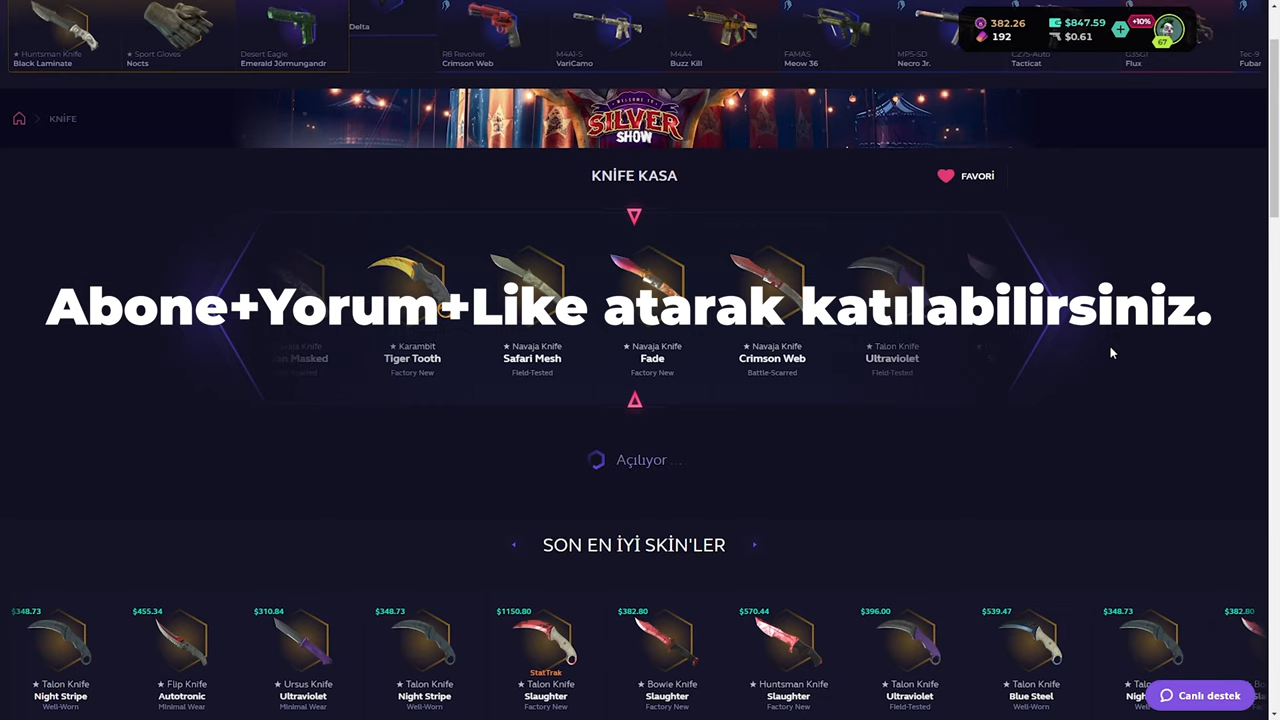 ★ Huntsman Knife
Black Laminate
★ Sport Gloves
Nocts
Desert Eagle
Emerald Jörmungandr
Delta
R8 Revolver
Crimson Web
M4A1-S
VariCamo
M4A4
Buzz Kill
FAMAS
Meow 36
MP5-SD
Necro Jr.
CZ75-Auto
Tacticat
G3SG1
Flux
Tec-9
382.26
192
$847.59
$0.61
+10%
67
KNİFE
WELCOME TO
SILVER
SHOW
KNİFE KASA
FAVORİ
Abone+Yorum+Like atarak katılabilirsiniz.
★ Karambit
Tiger Tooth
Factory New
★ Navaja Knife
Safari Mesh
Field-Tested
★ Navaja Knife
Fade
Factory New
★ Navaja Knife
Crimson Web
Battle-Scarred
★ Talon Knife
Ultraviolet
Field-Tested
Açılıyor ...
SON EN İYİ SKİN'LER
$348.73
★ Talon Knife
Night Stripe
Well-Worn
$455.34
★ Flip Knife
Autotronic
Minimal Wear
$310.84
★ Ursus Knife
Ultraviolet
Minimal Wear
$348.73
★ Talon Knife
Night Stripe
Well-Worn
$1150.80
StatTrak
★ Talon Knife
Slaughter
Factory New
$382.80
★ Bowie Knife
Slaughter
Factory New
$570.44
★ Huntsman Knife
Slaughter
Factory New
$396.00
★ Talon Knife
Ultraviolet
Field-Tested
$539.47
★ Talon Knife
Blue Steel
Well-Worn
$348.73
$382.80
Canlı destek